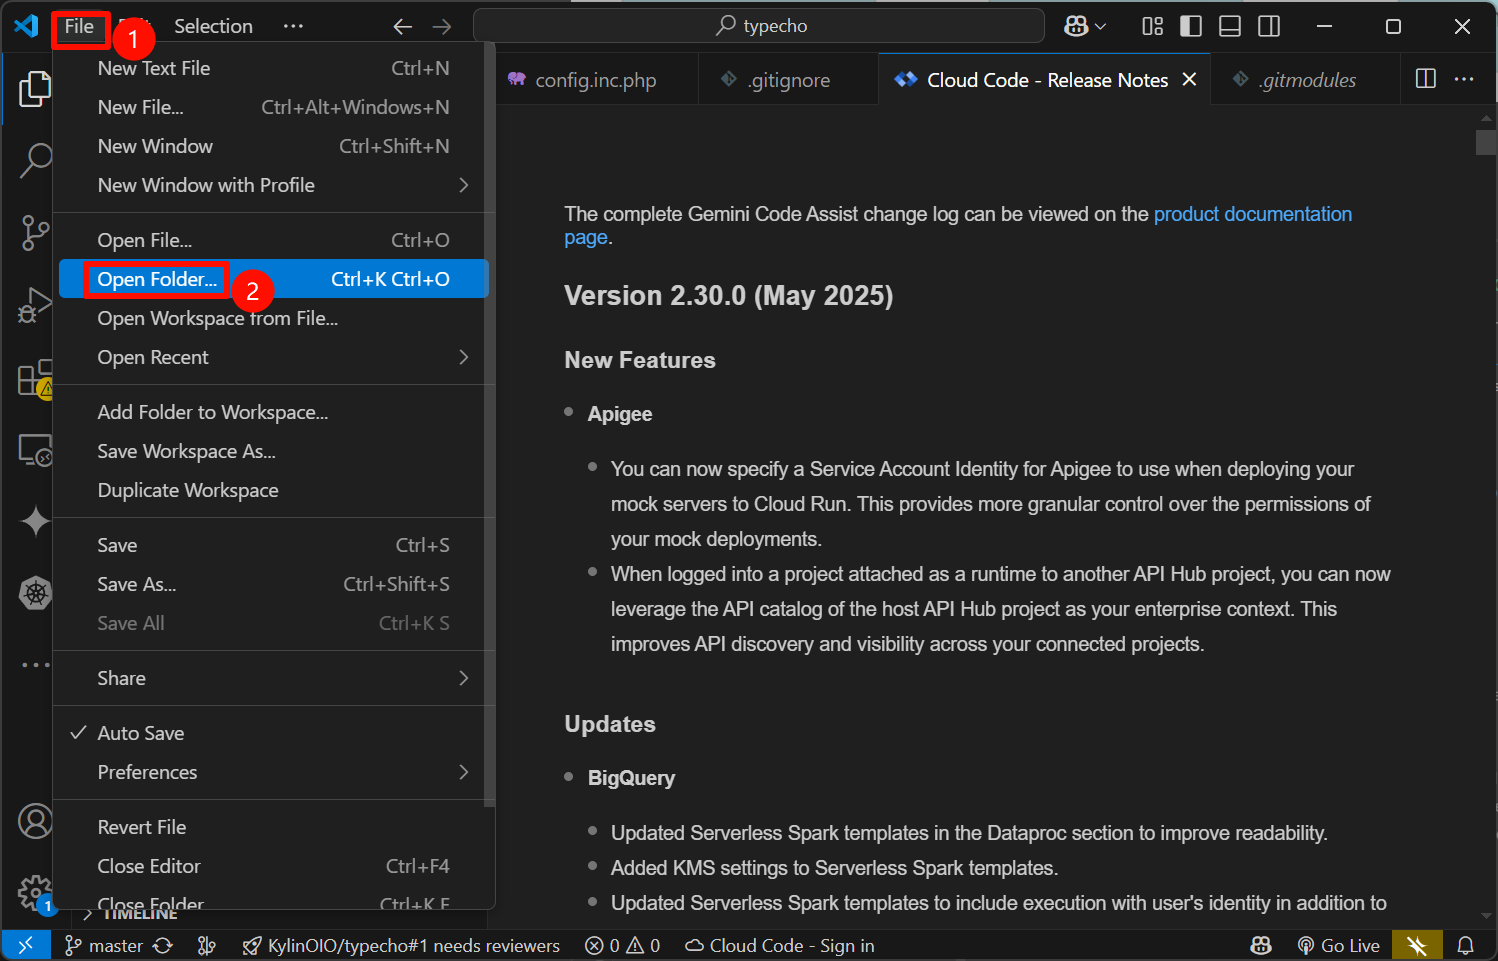 File
1
Selection
typecho
New Text File Ctrl+N
New File... Ctrl+Alt+Windows+N
New Window Ctrl+Shift+N
New Window with Profile
Open File... Ctrl+O
Open Folder... Ctrl+K Ctrl+O
2
Open Workspace from File...
Open Recent
Add Folder to Workspace...
Save Workspace As...
Duplicate Workspace
Save Ctrl+S
Save As... Ctrl+Shift+S
Save All Ctrl+K S
Share
Auto Save
Preferences
Revert File
Close Editor Ctrl+F4
Close Folder Ctrl+K F
TIMELINE
1
config.inc.php
.gitignore
Cloud Code - Release Notes
.gitmodules
The complete Gemini Code Assist change log can be viewed on the product documentation
page.
Version 2.30.0 (May 2025)
New Features
Apigee
You can now specify a Service Account Identity for Apigee to use when deploying your
mock servers to Cloud Run. This provides more granular control over the permissions of
your mock deployments.
When logged into a project attached as a runtime to another API Hub project, you can now
leverage the API catalog of the host API Hub project as your enterprise context. This
improves API discovery and visibility across your connected projects.
Updates
BigQuery
Updated Serverless Spark templates in the Dataproc section to improve readability.
Added KMS settings to Serverless Spark templates.
Updated Serverless Spark templates to include execution with user's identity in addition to
master
KylinOIO/typecho#1 needs reviewers
0
0
Cloud Code - Sign in
Go Live